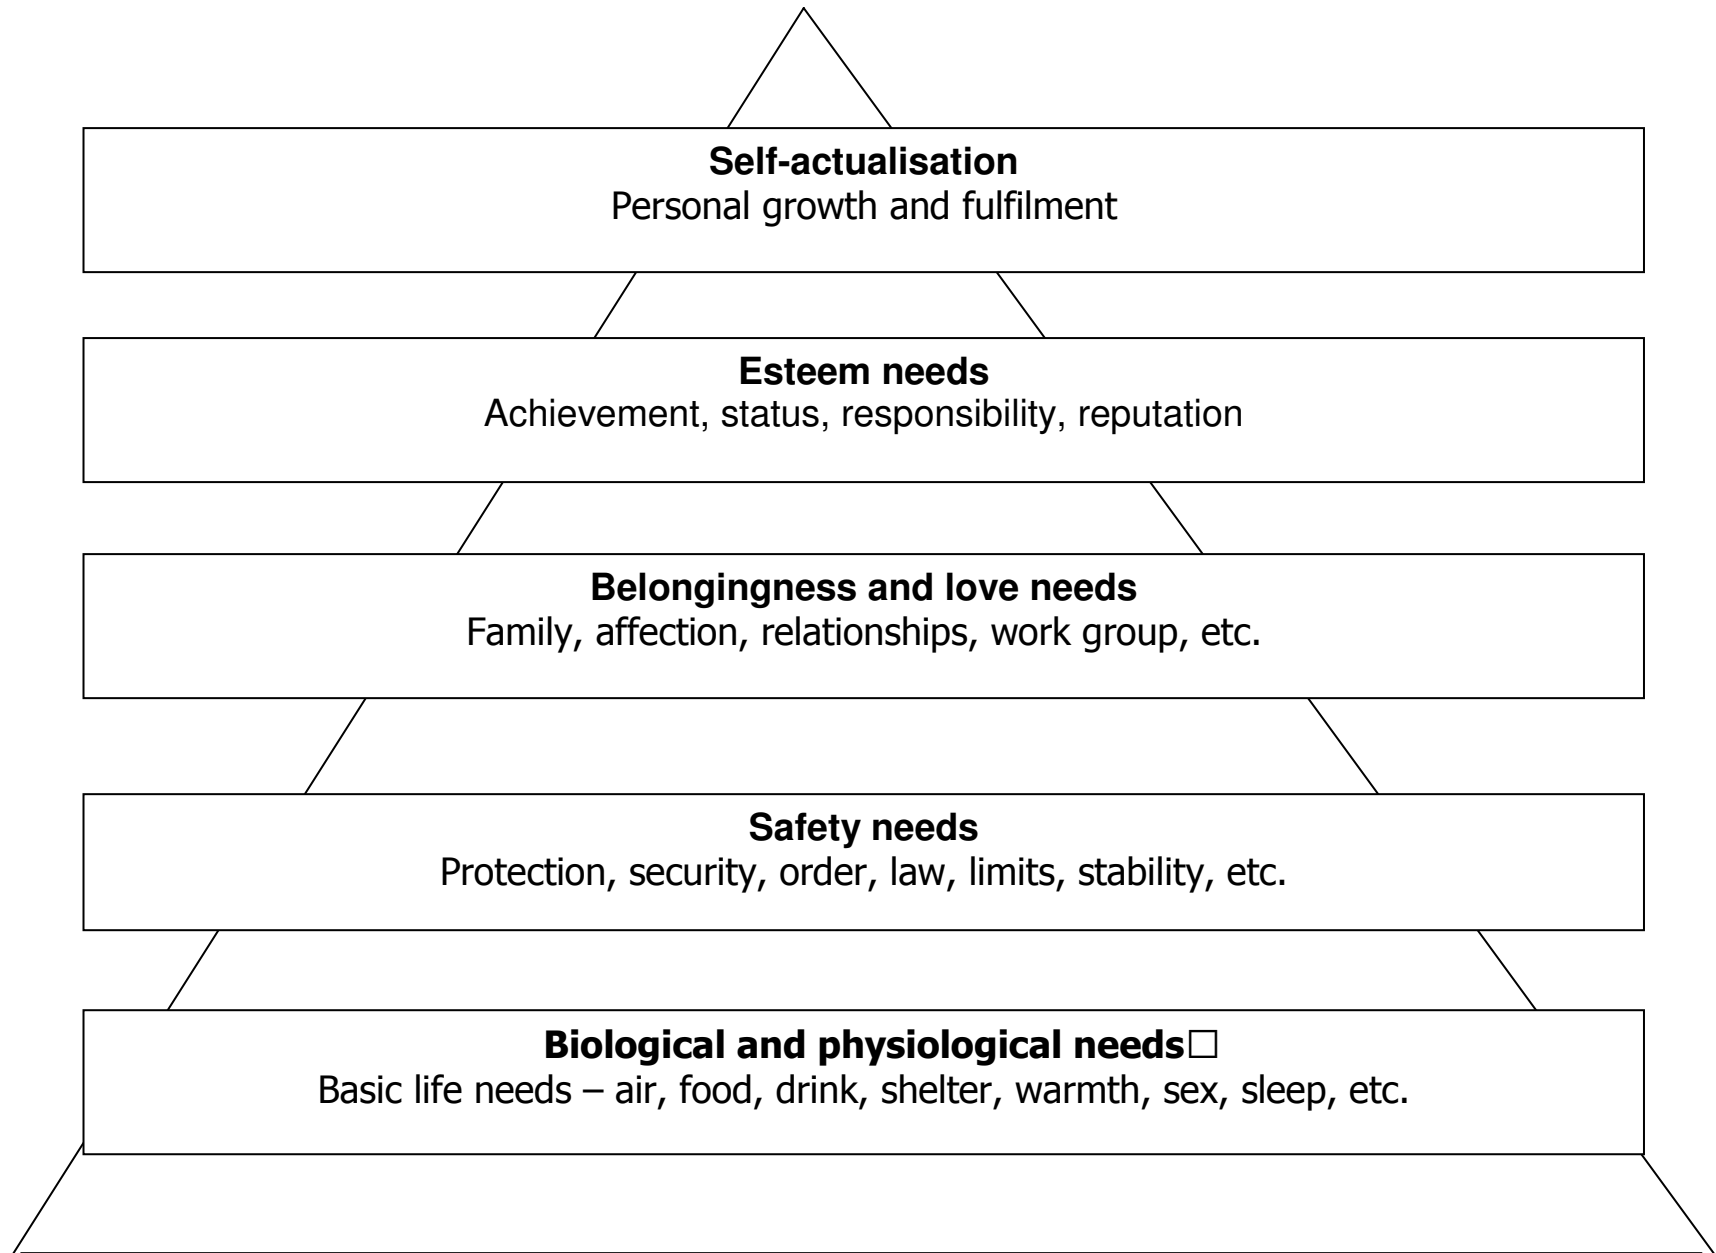 Self-actualisation
Personal growth and fulfilment
Esteem needs
Achievement, status, responsibility, reputation
Belongingness and love needs
Family, affection, relationships, work group, etc.
Safety needs
Protection, security, order, law, limits, stability, etc.
Biological and physiological needs□
Basic life needs – air, food, drink, shelter, warmth, sex, sleep, etc.